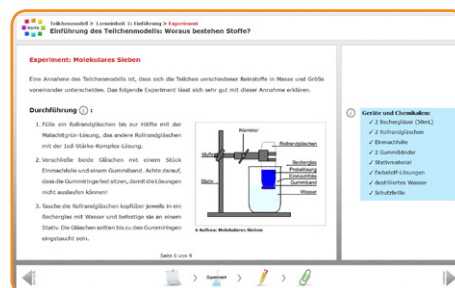 Karte
Teilchenmodell > Lerneinheit 1: Einführung > Experiment
Einführung des Teilchenmodells: Woraus bestehen Stoffe?
Experiment: Molekulares Sieben
Eine Annahme des Teilchenmodells ist, dass sich die Teilchen verschiedener Reinstoffe in Masse und Größe
voneinander unterscheiden. Das folgende Experiment lässt sich sehr gut mit dieser Annahme erklären.
Durchführung i :
1. Fülle ein Rollrandgläschen bis zur Hälfte mit der
Malachitgrün-Lösung, das andere Rollrandgläschen
mit der Iod-Stärke-Komplex-Lösung.
2. Verschließe beide Gläschen mit einem Stück
Einmachfolie und einem Gummiband. Achte darauf,
dass die Gummiringe fest sitzen, damit die Lösungen
nicht auslaufen können!
3. Tauche die Rollrandgläschen kopfüber jeweils in ein
Becherglas mit Wasser und befestige sie an einem
Stativ. Die Gläschen sollten bis zu den Gummiringen
eingetaucht sein.
Klammer
Rollrandgläschen
Muffe
Becherglas
Probelösung
Einmachfolie
Gummiband
Stativ
Wasser
Aufbau: Molekulares Sieben
i
Geräte und Chemikalien:
✓ 2 Bechergläser (50mL)
✓ 2 Rollrandgläschen
✓ Einmachfolie
✓ 2 Gummibänder
✓ Stativmaterial
✓ Farbstoff-Lösungen
✓ destilliertes Wasser
✓ Schutzbrille
Seite 6 von 9
Experiment